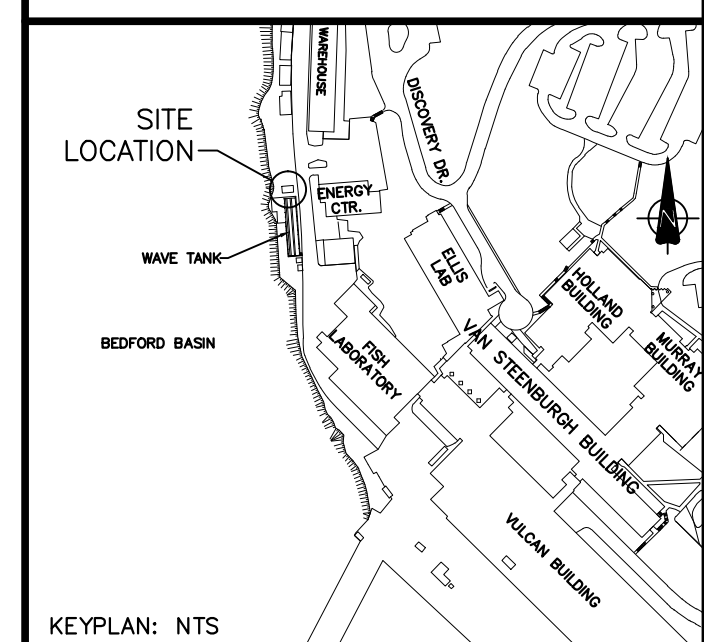 WAREHOUSE
DISCOVERY DR.
SITE
LOCATION
ENERGY
CTR.
N
WAVE TANK
ELLIS
LAB
HOLLAND
BUILDING
BEDFORD BASIN
FISH
LABORATORY
MURRAY
BUILDING
VAN STEENBURGH BUILDING
VULCAN BUILDING
KEYPLAN: NTS